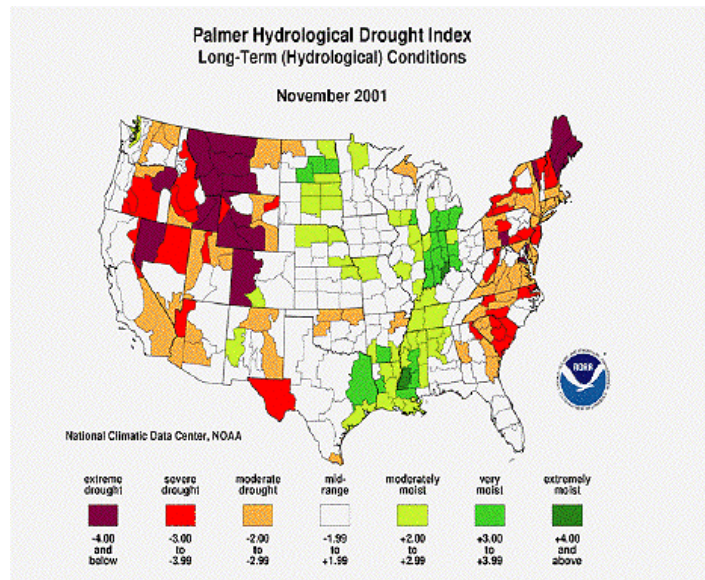 Palmer Hydrological Drought Index
Long-Term (Hydrological) Conditions
November 2001
NOAA
National Climatic Data Center, NOAA
extreme drought
severe drought
moderate drought
mid-range
moderately moist
very moist
extremely moist
-4.00 and below
-3.00 to -3.99
-2.00 to -2.99
-1.99 to +1.99
+2.00 to +2.99
+3.00 to +3.99
+4.00 and above